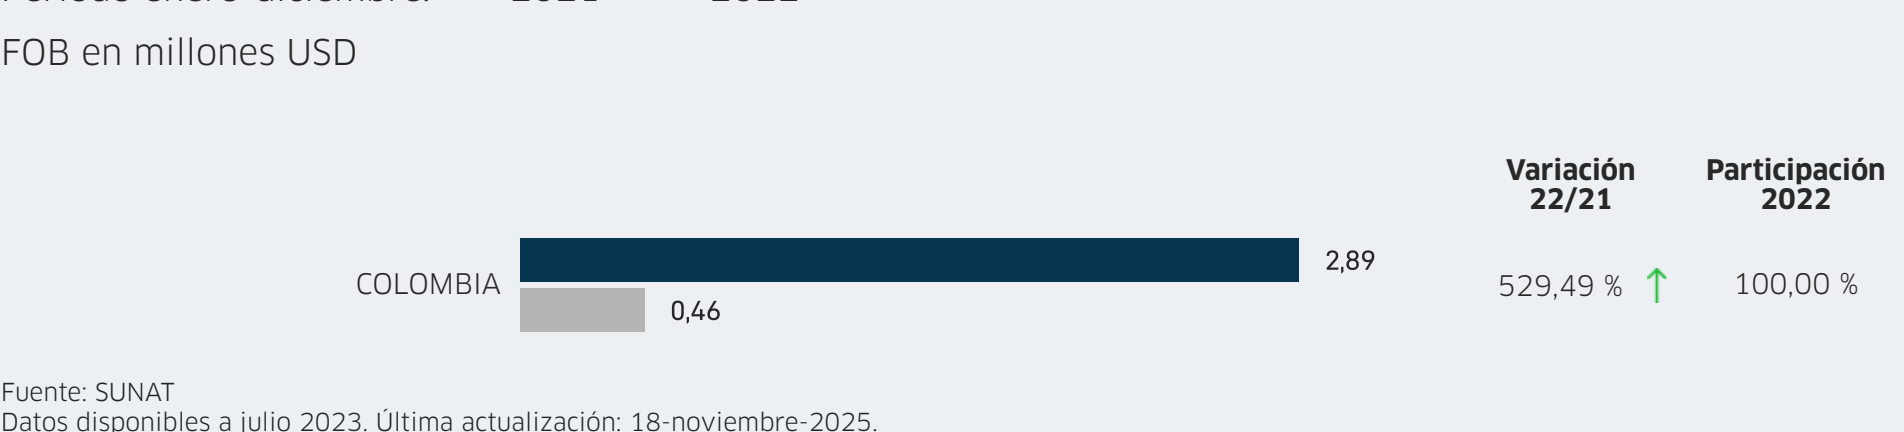 FOB en millones USD
Variación
22/21
Participación
2022
COLOMBIA
2,89
0,46
529,49 %
100,00 %
Fuente: SUNAT
Datos disponibles a julio 2023. Última actualización: 18-noviembre-2025.